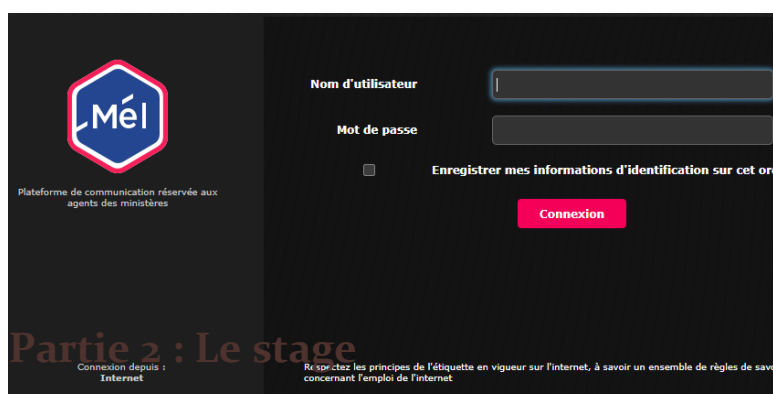 Mél
Plateforme de communication réservée aux
agents des ministères
Nom d'utilisateur
Mot de passe
Enregistrer mes informations d'identification sur cet
Connexion
Partie 2 : Le stage
Connexion depuis :
Internet
Respectez les principes de l'étiquette en vigueur sur l'internet, à savoir un ensemble de règles de
concernant l'emploi de l'internet